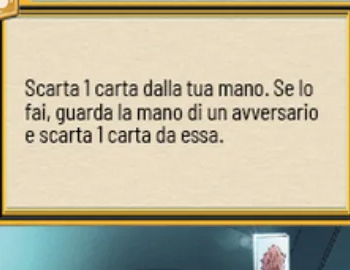 Scarta 1 carta dalla tua mano. Se lo
fai, guarda la mano di un avversario
e scarta 1 carta da essa.